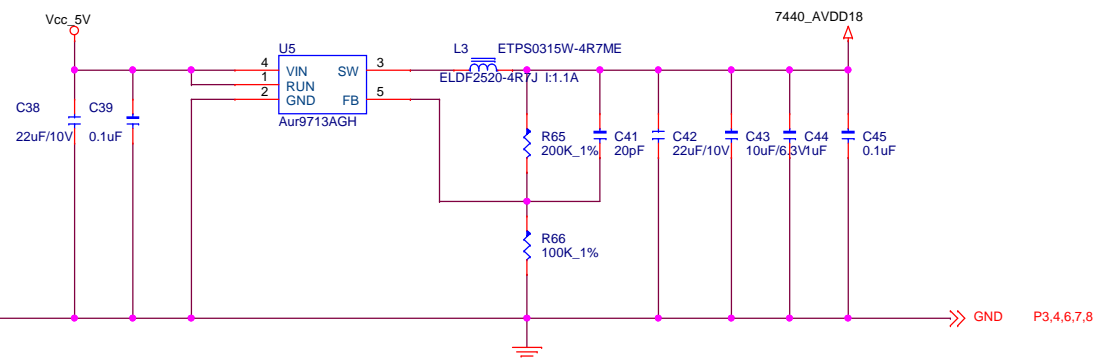 Vcc_5V
7440_AVDD18
U5
L3
ETPS0315W-4R7ME
4
VIN
SW
3
ELDF2520-4R7J I:1.1A
1
RUN
2
GND
FB
5
Aur9713AGH
C38
22uF/10V
C39
0.1uF
R65
200K_1%
C41
20pF
C42
22uF/10V
C43
10uF/6.3V
C44
1uF
C45
0.1uF
R66
100K_1%
GND
P3,4,6,7,8